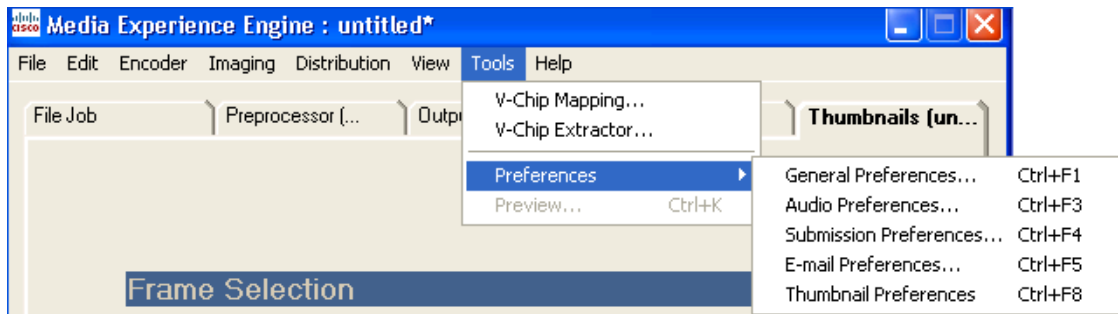 cisco Media Experience Engine : untitled*
File Edit Encoder Imaging Distribution View Tools Help
File Job Preprocessor (... Outpu Thumbnails (un...
V-Chip Mapping...
V-Chip Extractor...
Preferences
Preview... Ctrl+K
General Preferences... Ctrl+F1
Audio Preferences... Ctrl+F3
Submission Preferences... Ctrl+F4
E-mail Preferences... Ctrl+F5
Thumbnail Preferences Ctrl+F8
Frame Selection